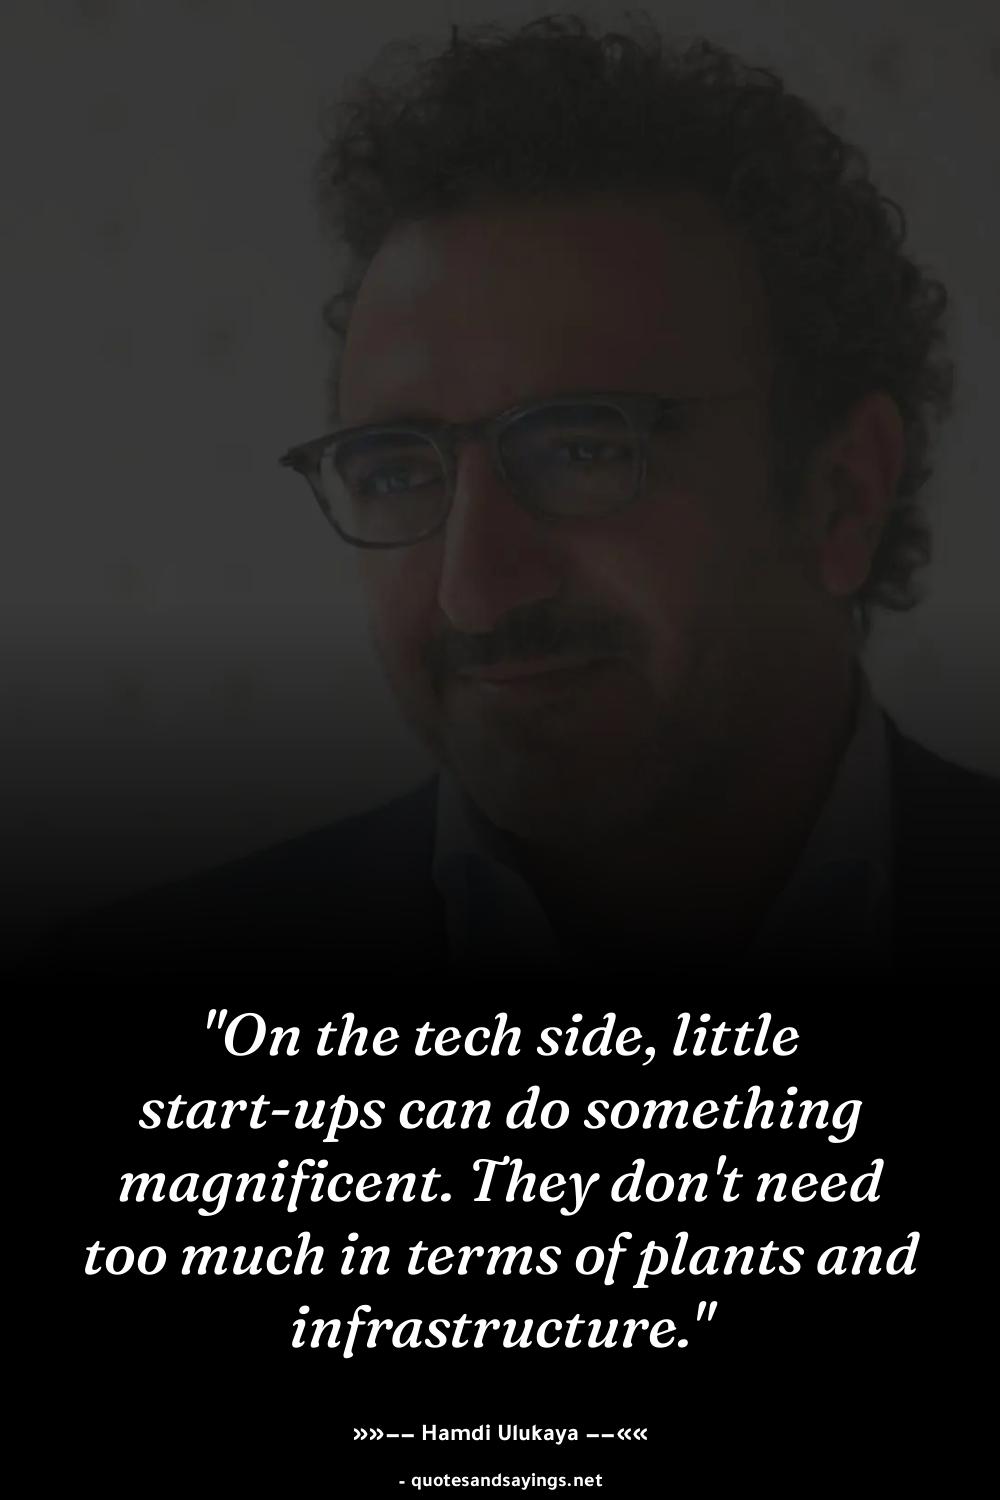 "On the tech side, little
start-ups can do something
magnificent. They don't need
too much in terms of plants and
infrastructure."
»»–– Hamdi Ulukaya ––««
- quotesandsayings.net